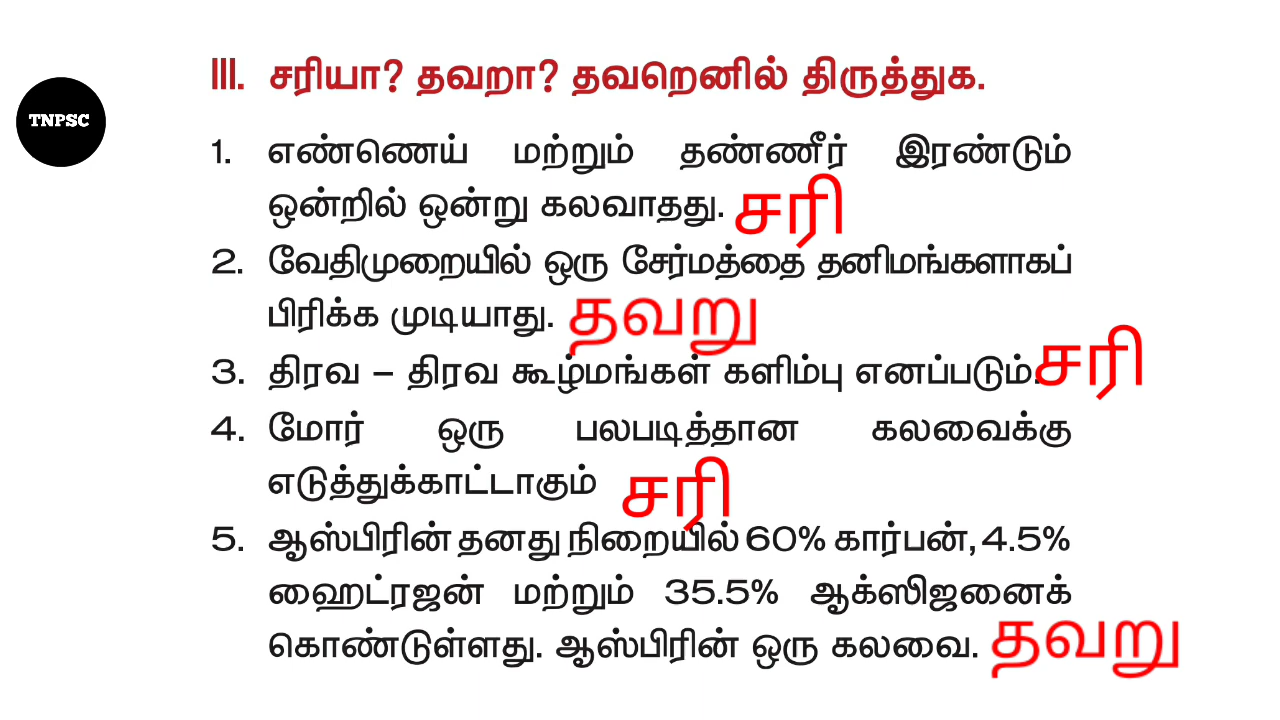 III. சரியா? தவறா? தவறெனில் திருத்துக.
TNPSC
1. எண்ணெய் மற்றும் தண்ணீர் இரண்டும்
ஒன்றில் ஒன்று கலவாதது. சரி
2. வேதிமுறையில் ஒரு சேர்மத்தை தனிமங்களாகப்
பிரிக்க முடியாது. தவறு
3. திரவ – திரவ கூழ்மங்கள் களிம்பு எனப்படும். சரி
4. மோர் ஒரு பலபடித்தான கலவைக்கு
எடுத்துக்காட்டாகும் சரி
5. ஆஸ்பிரின் தனது நிறையில் 60% கார்பன், 4.5%
ஹைட்ரஜன் மற்றும் 35.5% ஆக்ஸிஜனைக்
கொண்டுள்ளது. ஆஸ்பிரின் ஒரு கலவை. தவறு